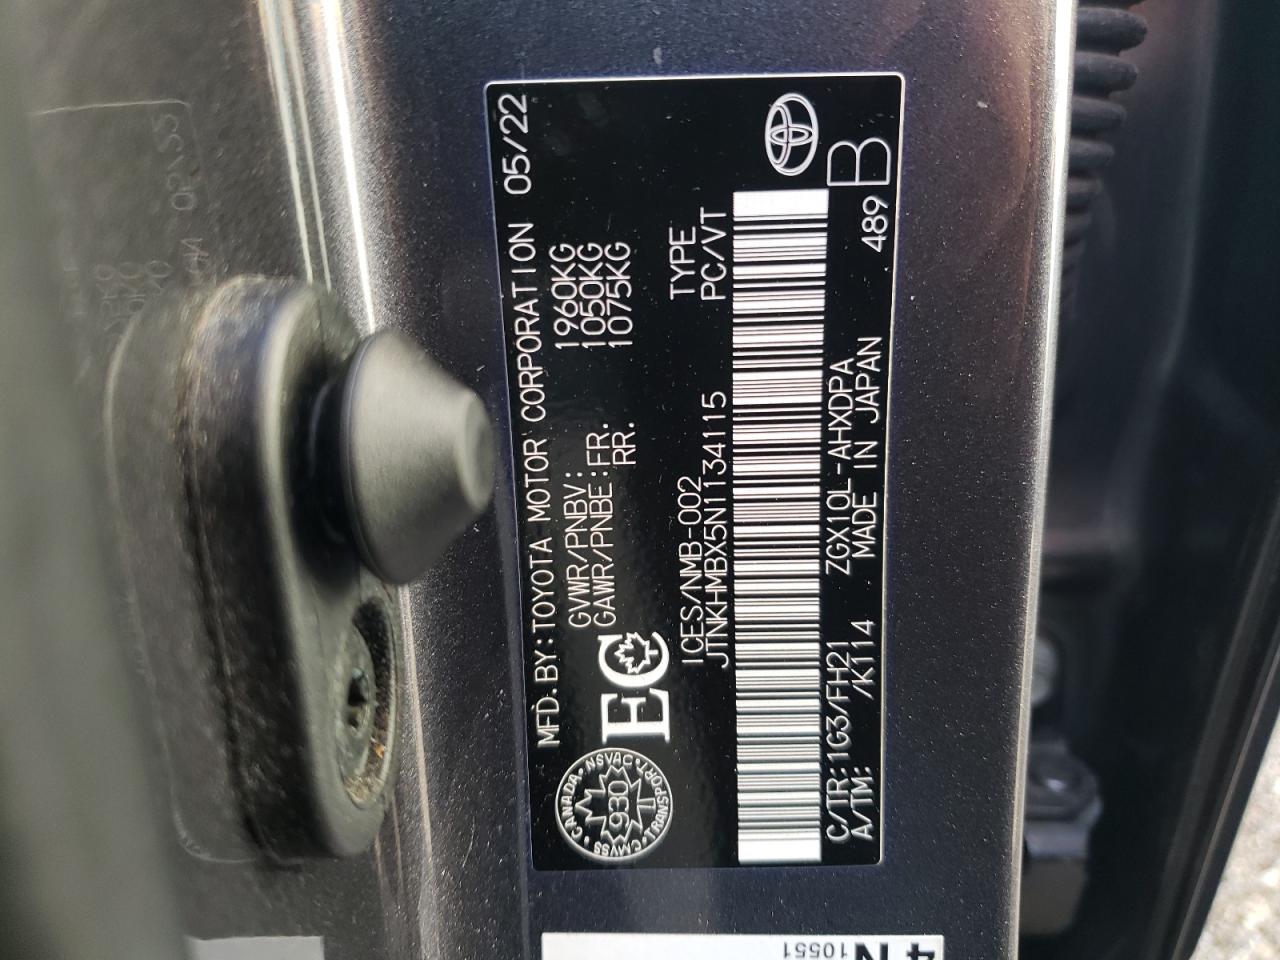 MFD. BY: TOYOTA MOTOR CORPORATION 05/22
GVWR/PNBV: 1960KG
GAWR/PNBE: FR. 1050KG
RR. 1075KG
EC
CANADA · NSVAC · TRANSPORT · CMVSS
930
ICES/NMB-002 TYPE
JTNKHMBX5N1134115 PC/VT
C/TR: 1G3/FH21 ZGX10L-AHXDPA 489 B
A/TM: /K114 MADE IN JAPAN
4N
10551